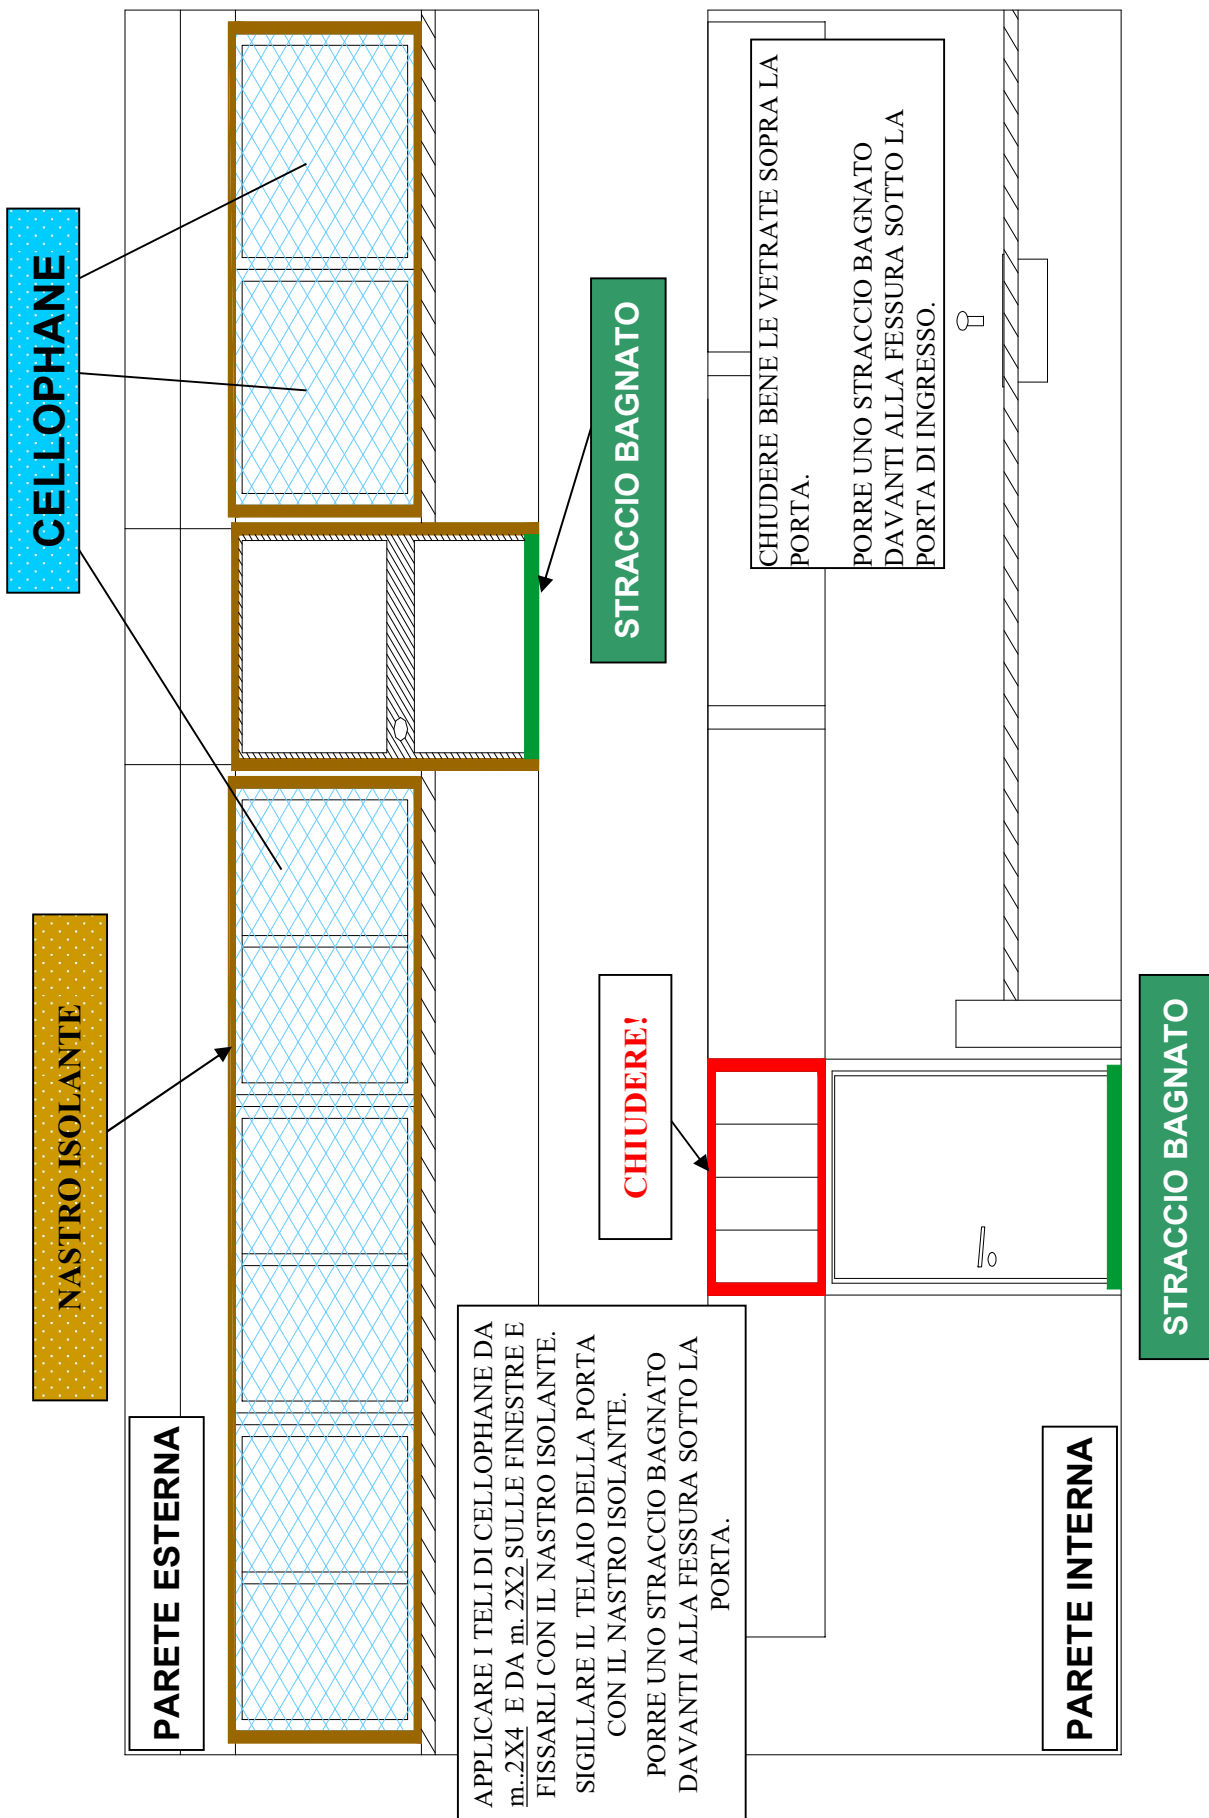 PARETE ESTERNA
NASTRO ISOLANTE
CELLOPHANE
STRACCIO BAGNATO
APPLICARE I TELI DI CELLOPHANE DA
m..2X4 E DA m. 2X2 SULLE FINESTRE E
FISSARLI CON IL NASTRO ISOLANTE.
SIGILLARE IL TELAIO DELLA PORTA
CON IL NASTRO ISOLANTE.
PORRE UNO STRACCIO BAGNATO
DAVANTI ALLA FESSURA SOTTO LA
PORTA.
CHIUDERE!
CHIUDERE BENE LE VETRATE SOPRA LA
PORTA.
PORRE UNO STRACCIO BAGNATO
DAVANTI ALLA FESSURA SOTTO LA
PORTA DI INGRESSO.
PARETE INTERNA
STRACCIO BAGNATO